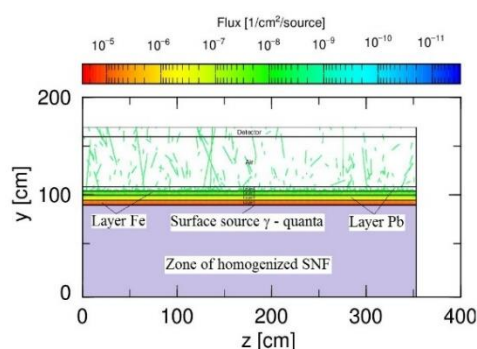 Flux [1/cm²/source]
10⁻⁵ 10⁻⁶ 10⁻⁷ 10⁻⁸ 10⁻⁹ 10⁻¹⁰ 10⁻¹¹
200
Detector
Air
y [cm]
100
Layer Fe Surface source γ - quanta Layer Pb
Zone of homogenized SNF
0
0 100 200 300 400
z [cm]